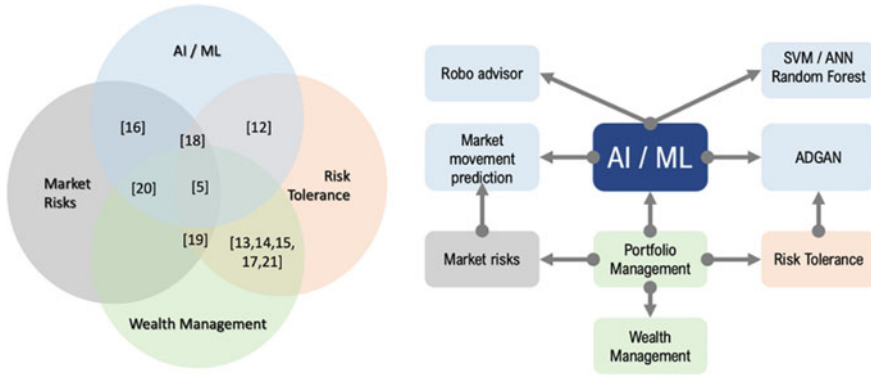 AI / ML
[16]
[18]
[12]
Market
Risks
[20]
[5]
Risk
Tolerance
[19]
[13,14,15,
17,21]
Wealth Management
Robo advisor
SVM / ANN
Random Forest
Market
movement
prediction
AI / ML
ADGAN
Market risks
Portfolio
Management
Risk Tolerance
Wealth
Management